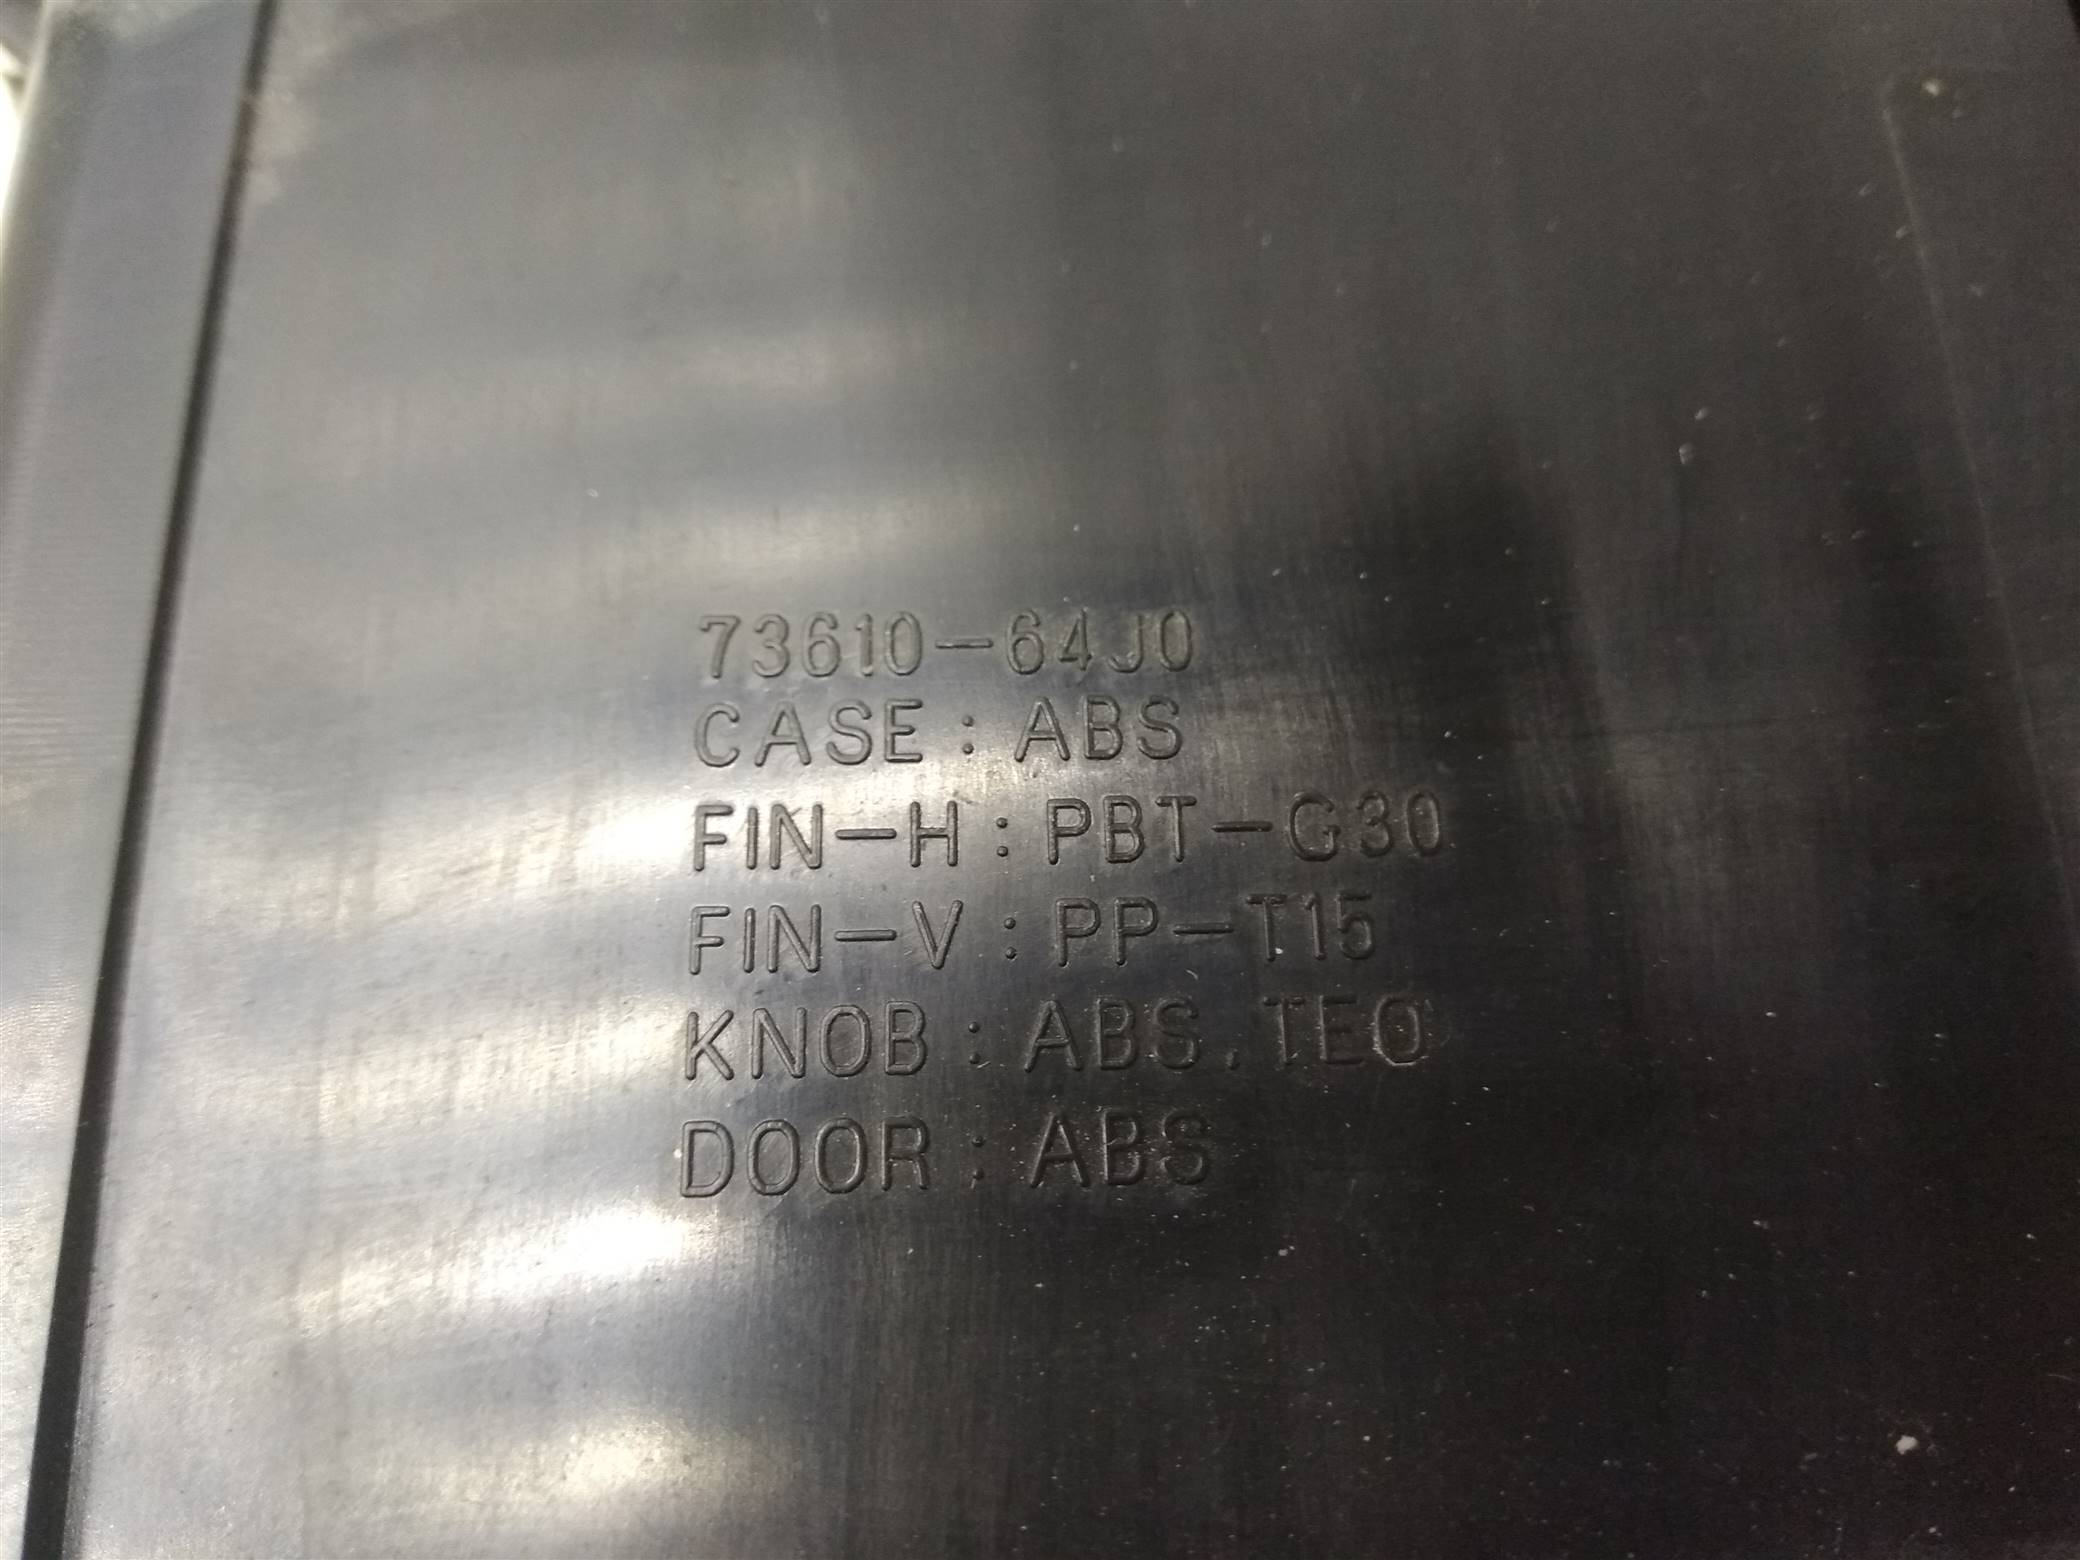 73610-64J0
CASE : ABS
FIN-H : PBT-G30
FIN-V : PP-T15
KNOB : ABS.TEO
DOOR : ABS